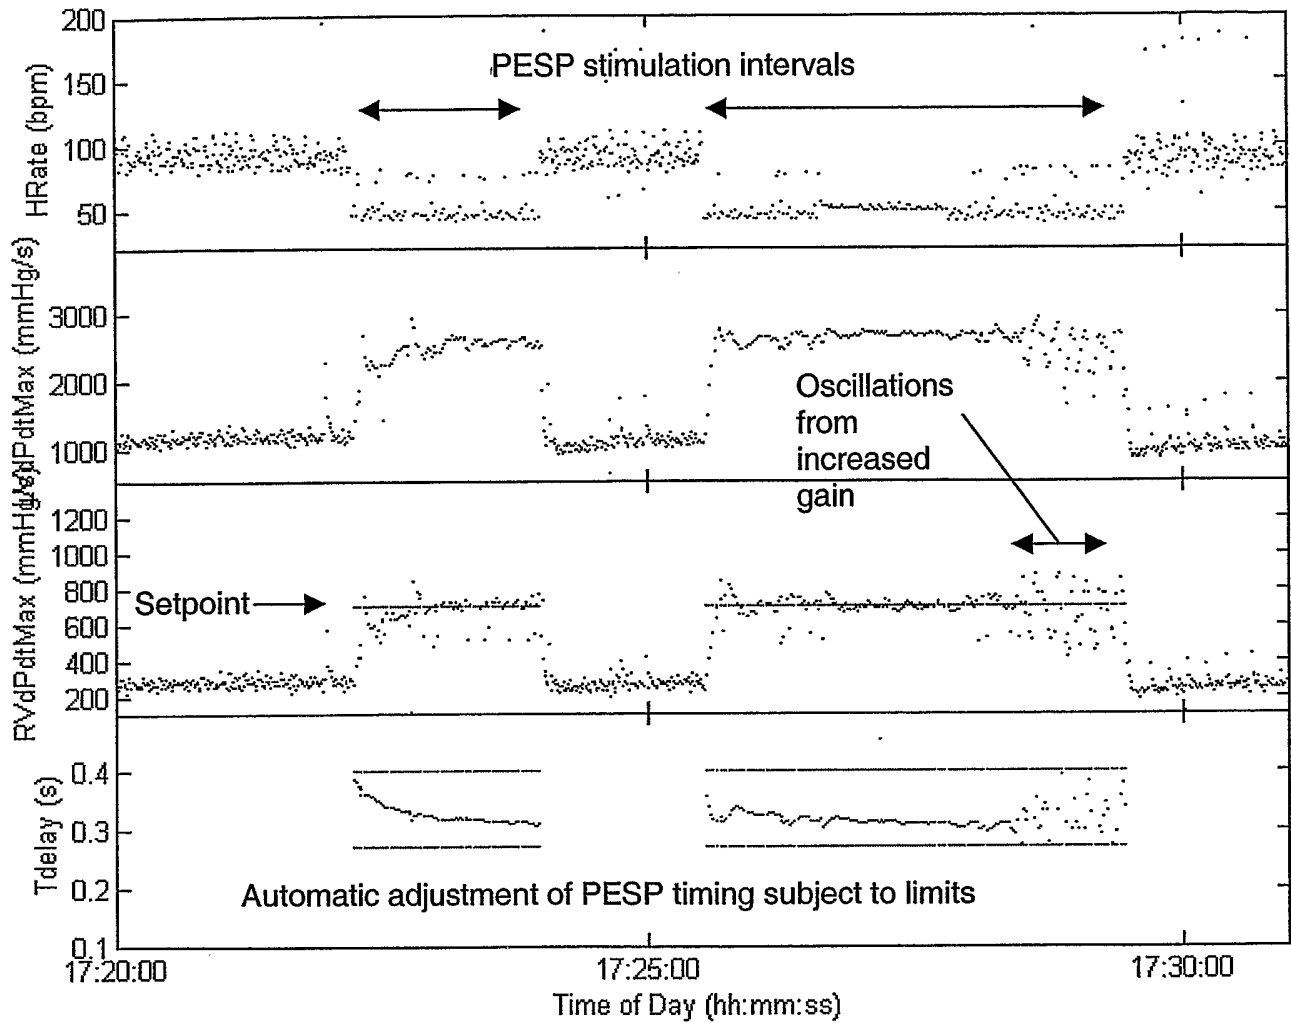 200
150
100
50
HRate (bpm)
PESP stimulation intervals
3000
2000
1000
LVdPdtMax (mmHg/s)
Oscillations
from
increased
gain
1200
1000
800
600
400
200
RVdPdtMax (mmHg/s)
Setpoint
0.4
0.3
0.2
0.1
Tdelay (s)
Automatic adjustment of PESP timing subject to limits
17:20:00 17:25:00 17:30:00
Time of Day (hh:mm:ss)